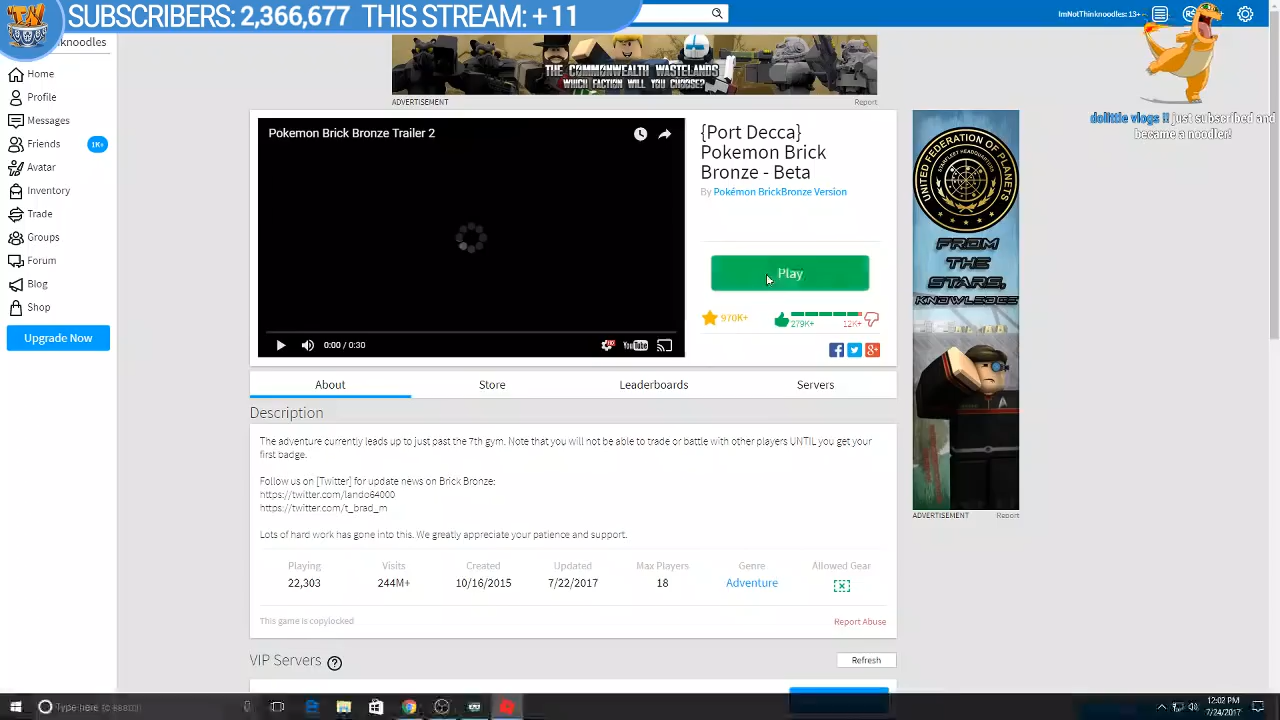 SUBSCRIBERS: 2,366,677 THIS STREAM: +11
ImNotThinknoodles: 13+
thinknoodles
Home
Profile
Messages
Friends 1K+
Avatar
Inventory
Trade
Groups
Forum
Blog
Shop
Upgrade Now
THE COMMONWEALTH WASTELANDS
WHICH FACTION WILL YOU CHOOSE?
ADVERTISEMENT Report
Pokemon Brick Bronze Trailer 2
0:00 / 0:30
YouTube
{Port Decca}
Pokemon Brick
Bronze - Beta
By Pokémon BrickBronze Version
Play
970K+ 279K+ 12K+
About Store Leaderboards Servers
Description
The adventure currently leads up to just past the 7th gym. Note that you will not be able to trade or battle with other players UNTIL you get your
first badge.
Follow us on [Twitter] for update news on Brick Bronze:
https://twitter.com/lando64000
https://twitter.com/t_brad_m
Lots of hard work has gone into this. We greatly appreciate your patience and support.
Playing Visits Created Updated Max Players Genre Allowed Gear
22,303 244M+ 10/16/2015 7/22/2017 18 Adventure
This game is copylocked Report Abuse
VIP Servers Refresh
UNITED FEDERATION OF PLANETS
STARFLEET HEADQUARTERS
FROM
THE
STARS,
KNOWLEDGE
ADVERTISEMENT Report
dolittle vlogs !! just subscribed and
became a noodler!
Type here to search
12:02 PM
7/24/2017